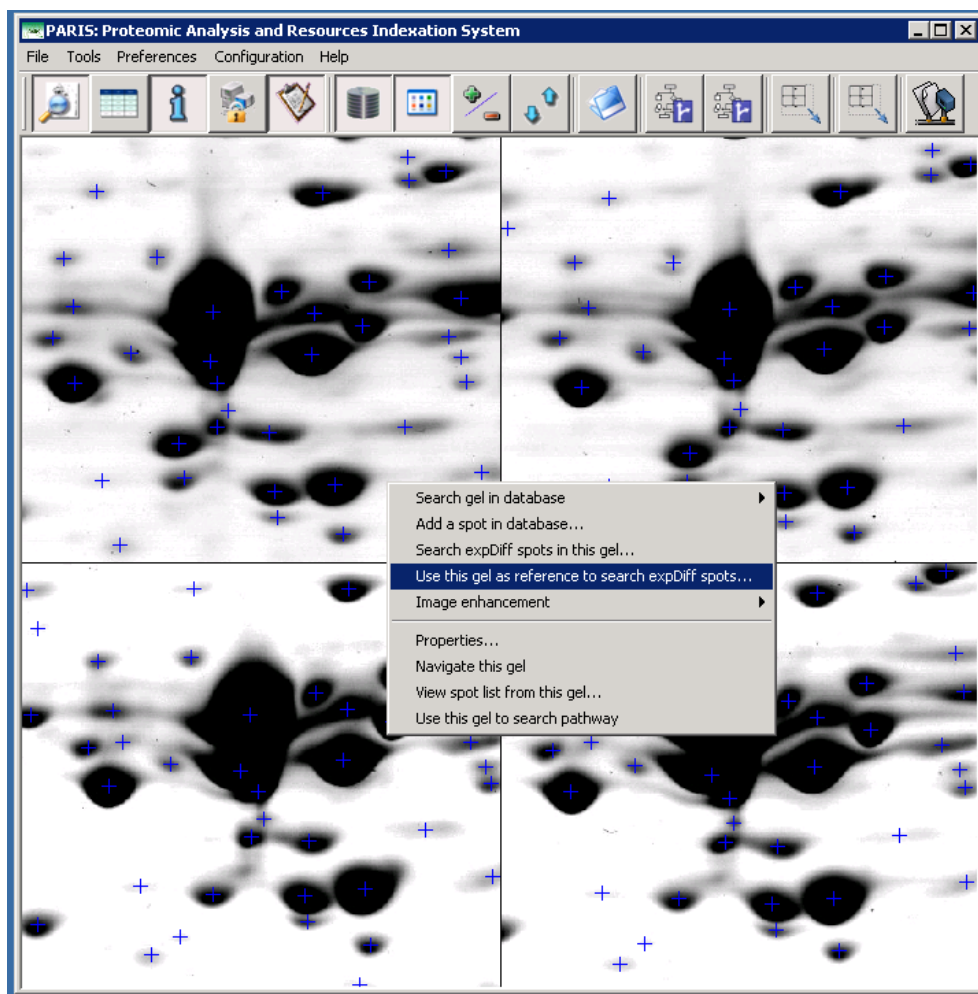 PARIS: Proteomic Analysis and Resources Indexation System
File Tools Preferences Configuration Help
Search gel in database
Add a spot in database...
Search expDiff spots in this gel...
Use this gel as reference to search expDiff spots...
Image enhancement
Properties...
Navigate this gel
View spot list from this gel...
Use this gel to search pathway